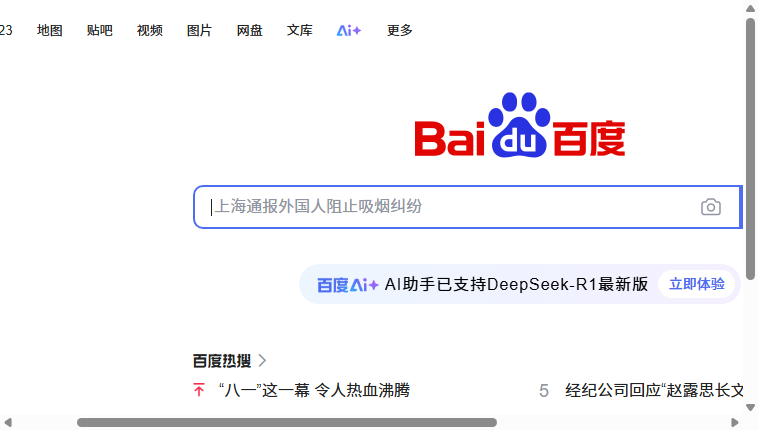 23 地图 贴吧 视频 图片 网盘 文库 Ai+ 更多
Bai du 百度
上海通报外国人阻止吸烟纠纷
百度Ai+ AI助手已支持DeepSeek-R1最新版 立即体验
百度热搜
“八一”这一幕 令人热血沸腾 5 经纪公司回应“赵露思长文